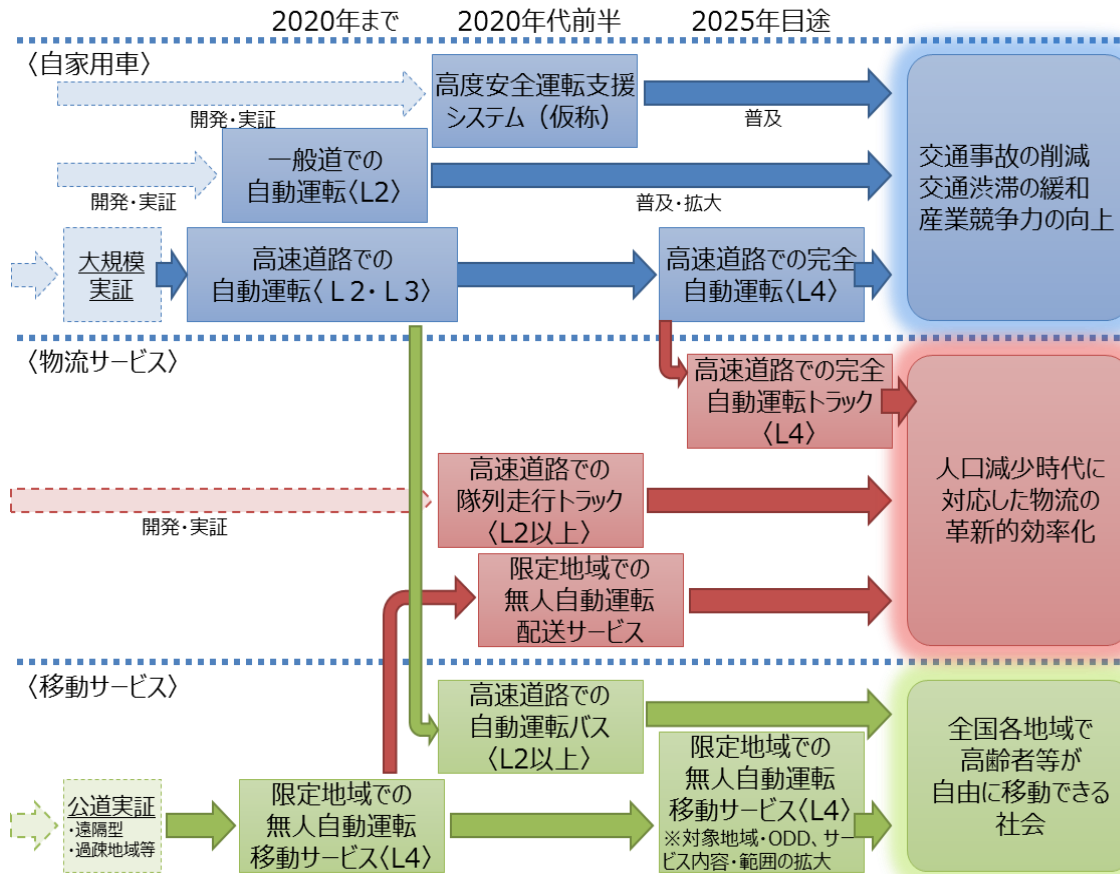 2020年まで
2020年代前半
2025年目途
〈自家用車〉
高度安全運転支援
システム（仮称）
開発・実証
普及
一般道での
自動運転〈L2〉
開発・実証
普及・拡大
大規模
実証
高速道路での
自動運転〈Ｌ２・Ｌ３〉
高速道路での完全
自動運転〈L4〉
交通事故の削減
交通渋滞の緩和
産業競争力の向上
〈物流サービス〉
高速道路での完全
自動運転トラック
〈L4〉
開発・実証
高速道路での
隊列走行トラック
〈L2以上〉
限定地域での
無人自動運転
配送サービス
人口減少時代に
対応した物流の
革新的効率化
〈移動サービス〉
高速道路での
自動運転バス
〈L2以上〉
公道実証
・遠隔型
・過疎地域等
限定地域での
無人自動運転
移動サービス〈L4〉
限定地域での
無人自動運転
移動サービス〈L4〉
※対象地域・ODD、サー
ビス内容・範囲の拡大
全国各地域で
高齢者等が
自由に移動できる
社会